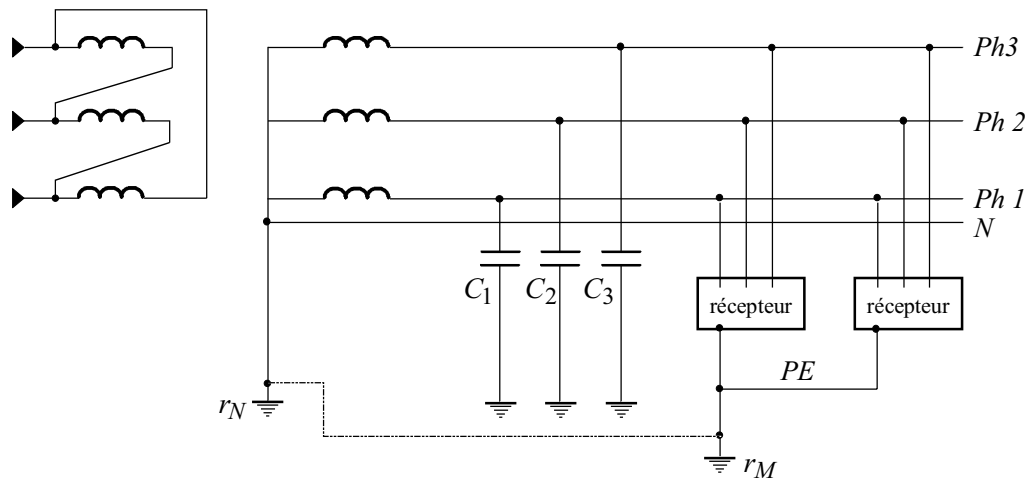 Ph3
Ph 2
Ph 1
N
C1 C2 C3
récepteur récepteur
PE
rN
rM